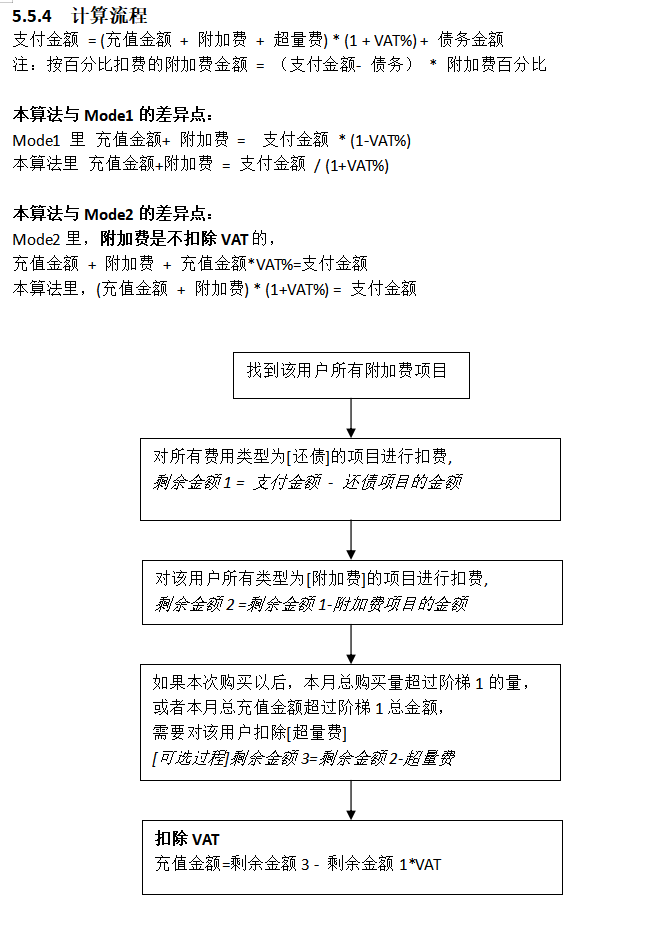 5.5.4 计算流程
支付金额 = (充值金额 + 附加费 + 超量费) * (1 + VAT%) + 债务金额
注：按百分比扣费的附加费金额 = （支付金额- 债务） * 附加费百分比
本算法与 Mode1 的差异点：
Mode1 里 充值金额+ 附加费 = 支付金额 * (1-VAT%)
本算法里 充值金额+附加费 = 支付金额 / (1+VAT%)
本算法与 Mode2 的差异点：
Mode2 里，附加费是不扣除 VAT 的，
充值金额 + 附加费 + 充值金额*VAT%=支付金额
本算法里，(充值金额 + 附加费) * (1+VAT%) = 支付金额
找到该用户所有附加费项目
对所有费用类型为[还债]的项目进行扣费,
剩余金额 1 = 支付金额 - 还债项目的金额
对该用户所有类型为[附加费]的项目进行扣费,
剩余金额 2 =剩余金额 1-附加费项目的金额
如果本次购买以后，本月总购买量超过阶梯 1 的量，
或者本月总充值金额超过阶梯 1 总金额，
需要对该用户扣除[超量费]
[可选过程]剩余金额 3=剩余金额 2-超量费
扣除 VAT
充值金额=剩余金额 3 - 剩余金额 1*VAT